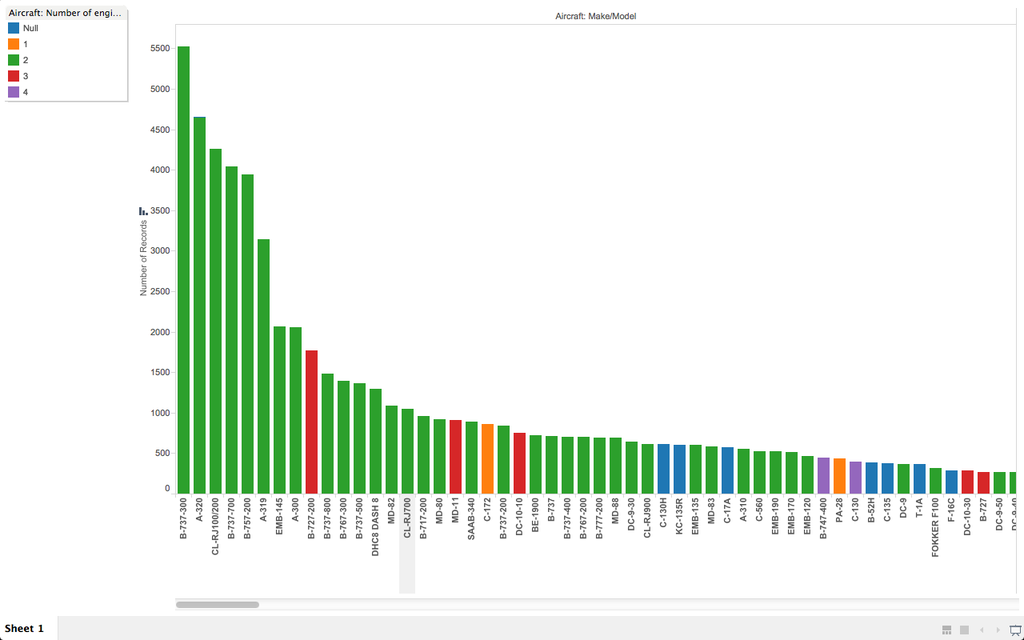 Aircraft: Number of engi...
Null
1
2
3
4
Aircraft: Make/Model
5500
5000
4500
4000
3500
3000
2500
2000
1500
1000
500
0
Number of Records
B-737-300
A-320
CL-RJ100/200
B-737-700
B-757-200
A-319
EMB-145
A-300
B-727-200
B-737-800
B-767-300
B-737-500
DHC8 DASH 8
MD-82
CL-RJ700
B-717-200
MD-80
MD-11
SAAB-340
C-172
B-737-200
DC-10-10
BE-1900
B-737
B-737-400
B-767-200
B-777-200
MD-88
DC-9-30
CL-RJ900
C-130H
KC-135R
EMB-135
MD-83
C-17A
A-310
C-560
EMB-190
EMB-170
EMB-120
B-747-400
PA-28
C-130
B-52H
C-135
DC-9
T-1A
FOKKER F100
F-16C
DC-10-30
B-727
DC-9-50
Sheet 1